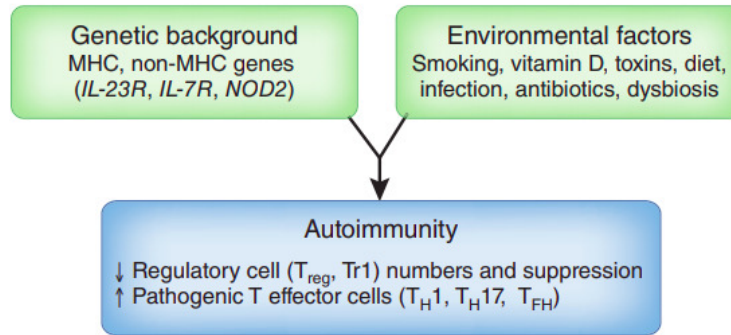 Genetic background
MHC, non-MHC genes
(IL-23R, IL-7R, NOD2)
Environmental factors
Smoking, vitamin D, toxins, diet,
infection, antibiotics, dysbiosis
Autoimmunity
↓ Regulatory cell (Treg, Tr1) numbers and suppression
↑ Pathogenic T effector cells (TH1, TH17, TFH)